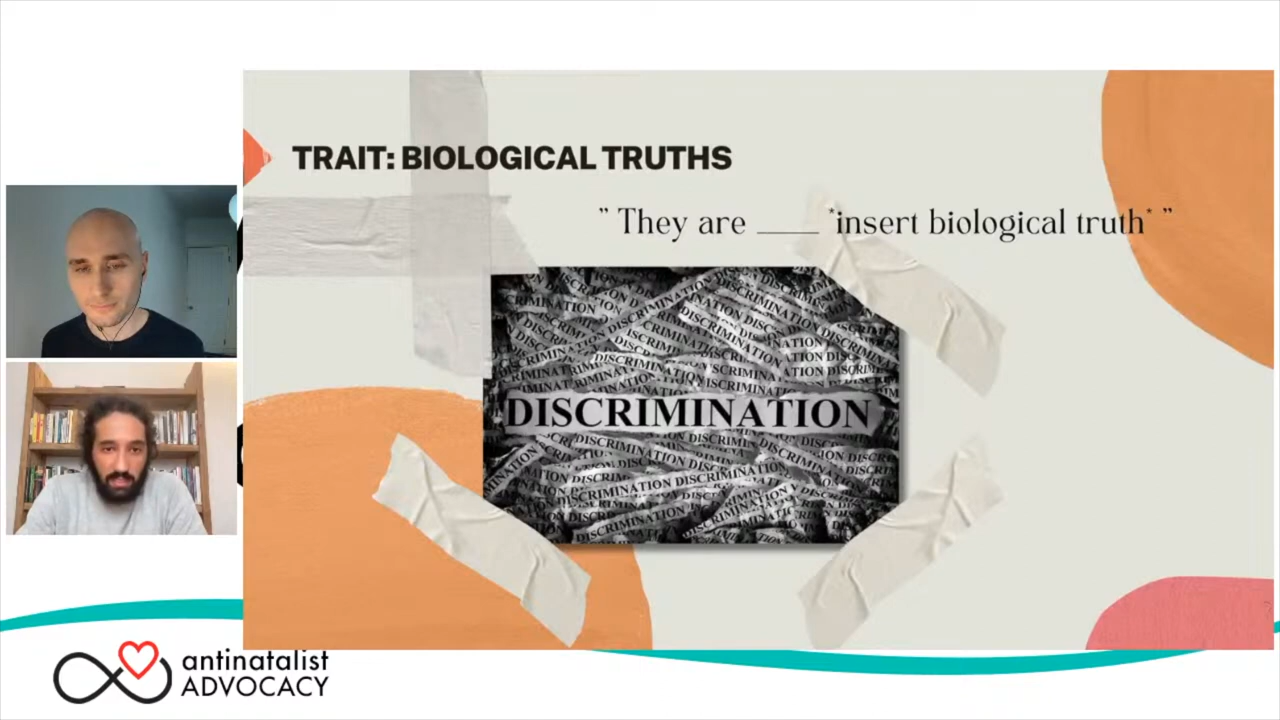 TRAIT: BIOLOGICAL TRUTHS
” They are ____ *insert biological truth* ”
DISCRIMINATION
antinatalist
ADVOCACY